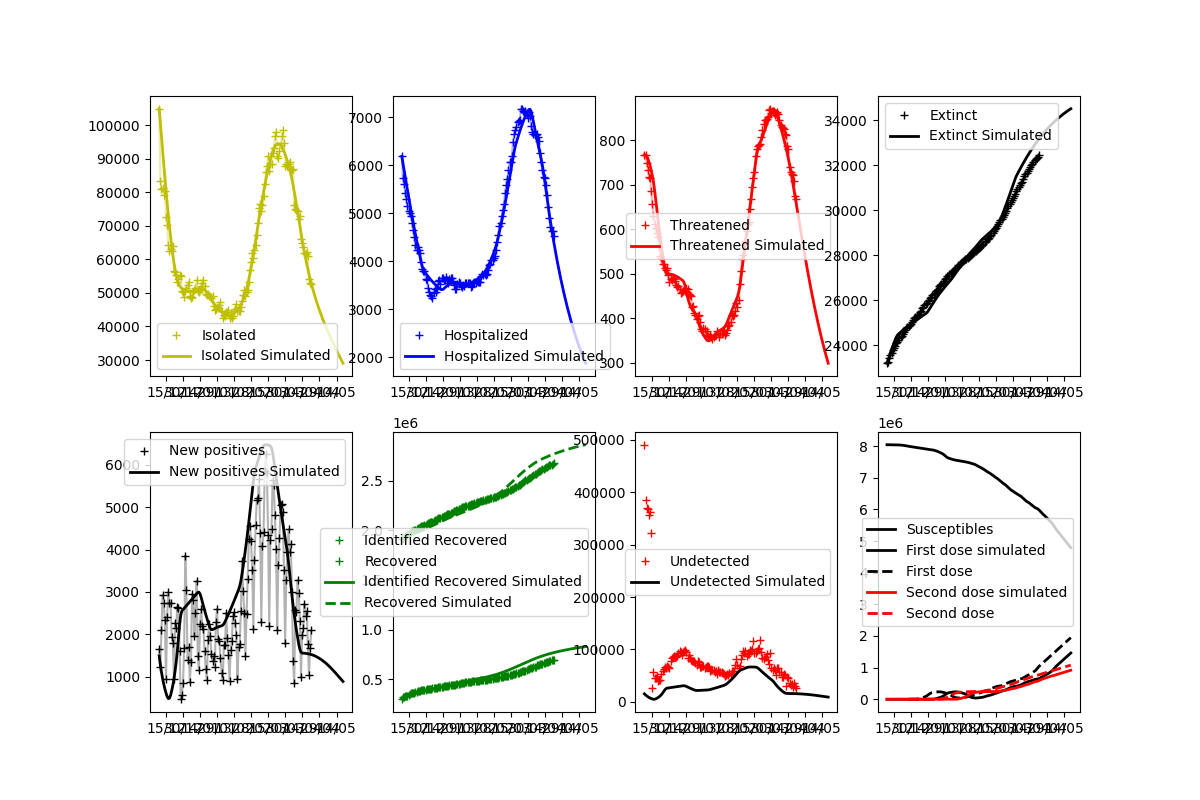 100000
90000
80000
70000
60000
50000
40000
30000
Isolated
Isolated Simulated
7000
6000
5000
4000
3000
2000
Hospitalized
Hospitalized Simulated
800
700
600
500
400
300
Threatened
Threatened Simulated
34000
32000
30000
28000
26000
24000
Extinct
Extinct Simulated
6000
5000
4000
3000
2000
1000
New positives
New positives Simulated
1e6
2.5
2.0
1.0
0.5
Identified Recovered
Recovered
Identified Recovered Simulated
Recovered Simulated
500000
400000
300000
200000
100000
0
Undetected
Undetected Simulated
1e6
8
7
6
5
4
3
2
1
0
Susceptibles
First dose simulated
First dose
Second dose simulated
Second dose